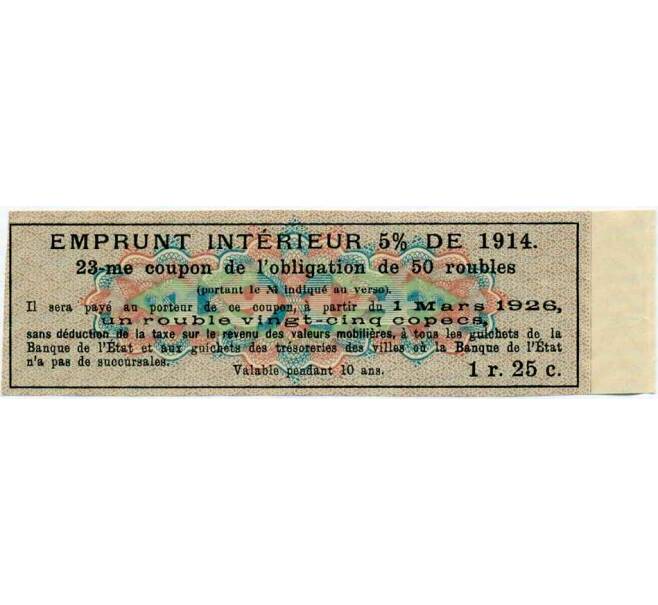 EMPRUNT INTÉRIEUR 5% DE 1914.
23-me coupon de l'obligation de 50 roubles
(portant le № indiqué au verso).
Il sera payé au porteur de ce coupon, à partir du 1 Mars 1926,
un rouble vingt-cinq copecs,
sans déduction de la taxe sur le revenu des valeurs mobilières, à tous les guichets de la
Banque de l'État et aux guichets des trésoreries des villes où la Banque de l'État
n'a pas de succursales.
Valable pendant 10 ans.
1 r. 25 c.